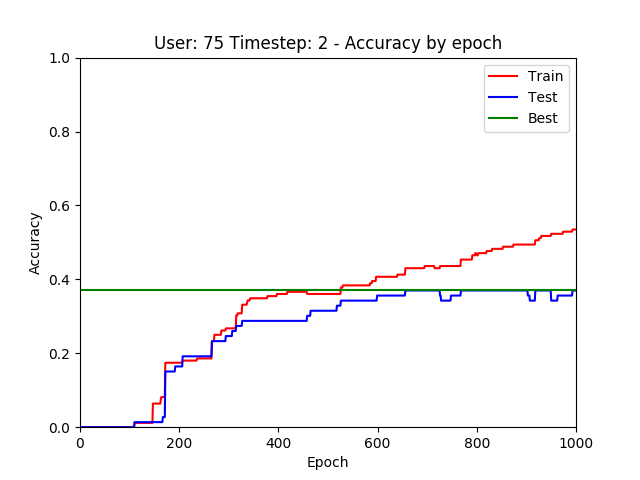 User: 75 Timestep: 2 - Accuracy by epoch
Train
Test
Best
Accuracy
1.0
0.8
0.6
0.4
0.2
0.0
0 200 400 600 800 1000
Epoch